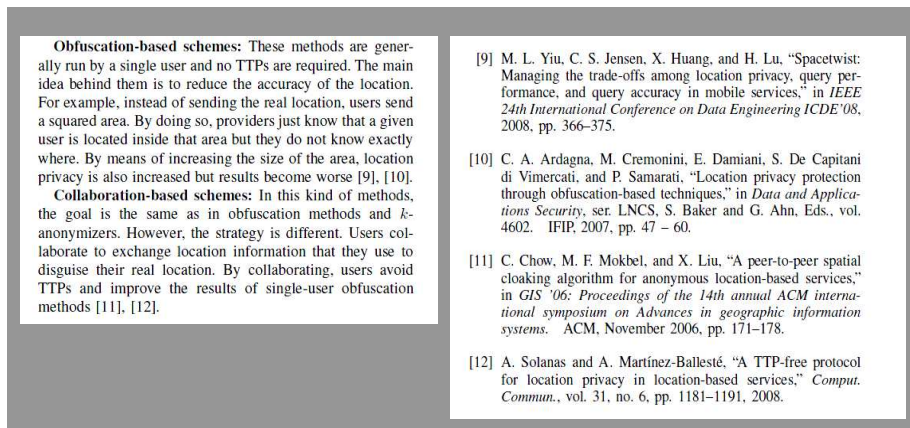 Obfuscation-based schemes: These methods are gener-
ally run by a single user and no TTPs are required. The main
idea behind them is to reduce the accuracy of the location.
For example, instead of sending the real location, users send
a squared area. By doing so, providers just know that a given
user is located inside that area but they do not know exactly
where. By means of increasing the size of the area, location
privacy is also increased but results become worse [9], [10].
Collaboration-based schemes: In this kind of methods,
the goal is the same as in obfuscation methods and k-
anonymizers. However, the strategy is different. Users col-
laborate to exchange location information that they use to
disguise their real location. By collaborating, users avoid
TTPs and improve the results of single-user obfuscation
methods [11], [12].
[9] M. L. Yiu, C. S. Jensen, X. Huang, and H. Lu, “Spacetwist:
Managing the trade-offs among location privacy, query per-
formance, and query accuracy in mobile services,” in IEEE
24th International Conference on Data Engineering ICDE’08,
2008, pp. 366–375.
[10] C. A. Ardagna, M. Cremonini, E. Damiani, S. De Capitani
di Vimercati, and P. Samarati, “Location privacy protection
through obfuscation-based techniques,” in Data and Applica-
tions Security, ser. LNCS, S. Baker and G. Ahn, Eds., vol.
4602. IFIP, 2007, pp. 47 – 60.
[11] C. Chow, M. F. Mokbel, and X. Liu, “A peer-to-peer spatial
cloaking algorithm for anonymous location-based services,”
in GIS ’06: Proceedings of the 14th annual ACM interna-
tional symposium on Advances in geographic information
systems. ACM, November 2006, pp. 171–178.
[12] A. Solanas and A. Martínez-Ballesté, “A TTP-free protocol
for location privacy in location-based services,” Comput.
Commun., vol. 31, no. 6, pp. 1181–1191, 2008.